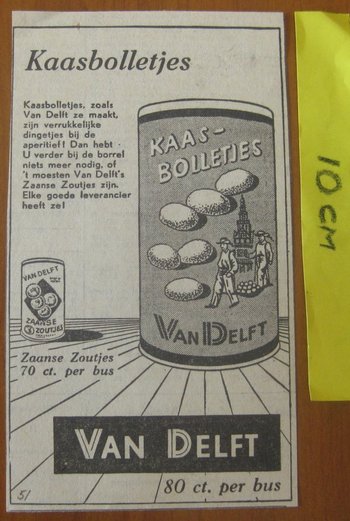 Kaasbolletjes
Kaasbolletjes, zoals
Van Delft ze maakt,
zijn verrukkelijke
dingetjes bij de
aperitief! Dan hebt
U verder bij de borrel
niets meer nodig, of
't moesten Van Delft's
Zaanse Zoutjes zijn.
Elke goede leverancier
heeft ze!
KAAS-
BOLLETJES
VAN DELFT
VAN DELFT
ZAANSE
ZOUTJES
Zaanse Zoutjes
70 ct. per bus
VAN DELFT
80 ct. per bus
51
10 CM